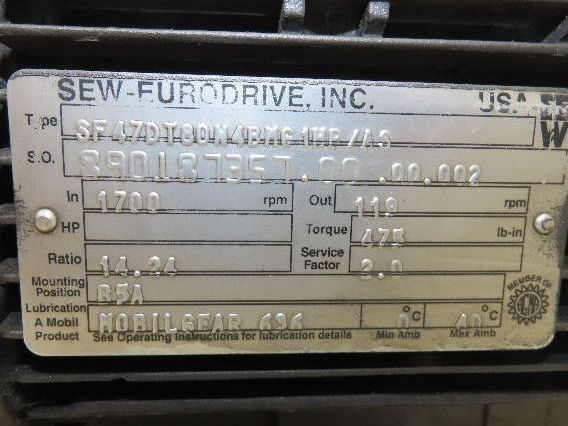 SEW-EURODRIVE, INC. USA
Type SF47DT80N4BMG1HP/AS W
S.O. 890187357.00 .00.002
In 1700 rpm Out 119 rpm
HP Torque 475 lb-in
Ratio 14.24 Service Factor 2.0
Mounting Position B5A
MEMBER OF AGMA
Lubrication A Mobil Product MOBILGEAR 636 0 °C 40 °C
See Operating Instructions for lubrication details Min Amb Max Amb